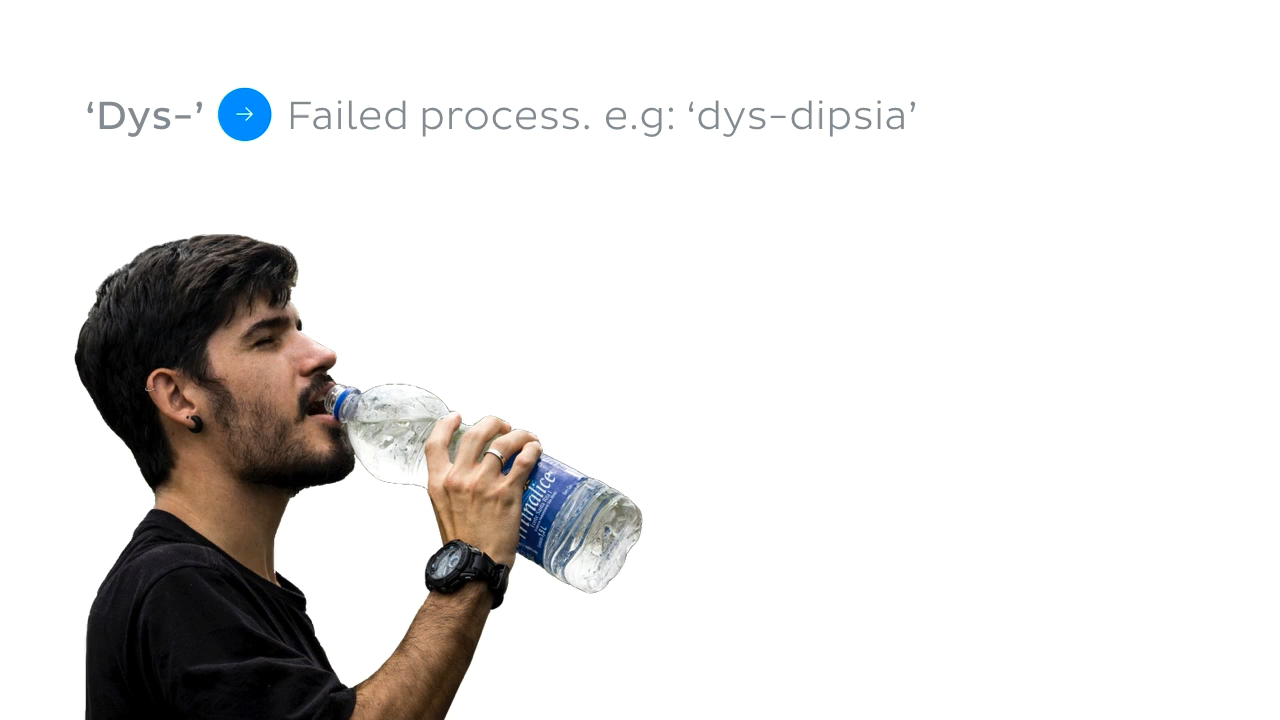 ‘Dys-’ → Failed process. e.g: ‘dys-dipsia’